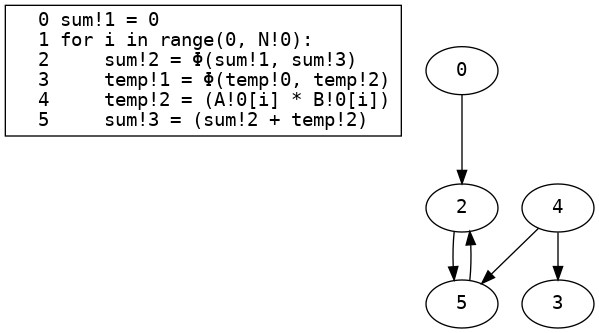 0 sum!1 = 0
1 for i in range(0, N!0):
2     sum!2 = Φ(sum!1, sum!3)
3     temp!1 = Φ(temp!0, temp!2)
4     temp!2 = (A!0[i] * B!0[i])
5     sum!3 = (sum!2 + temp!2)
0
2 4
5 3